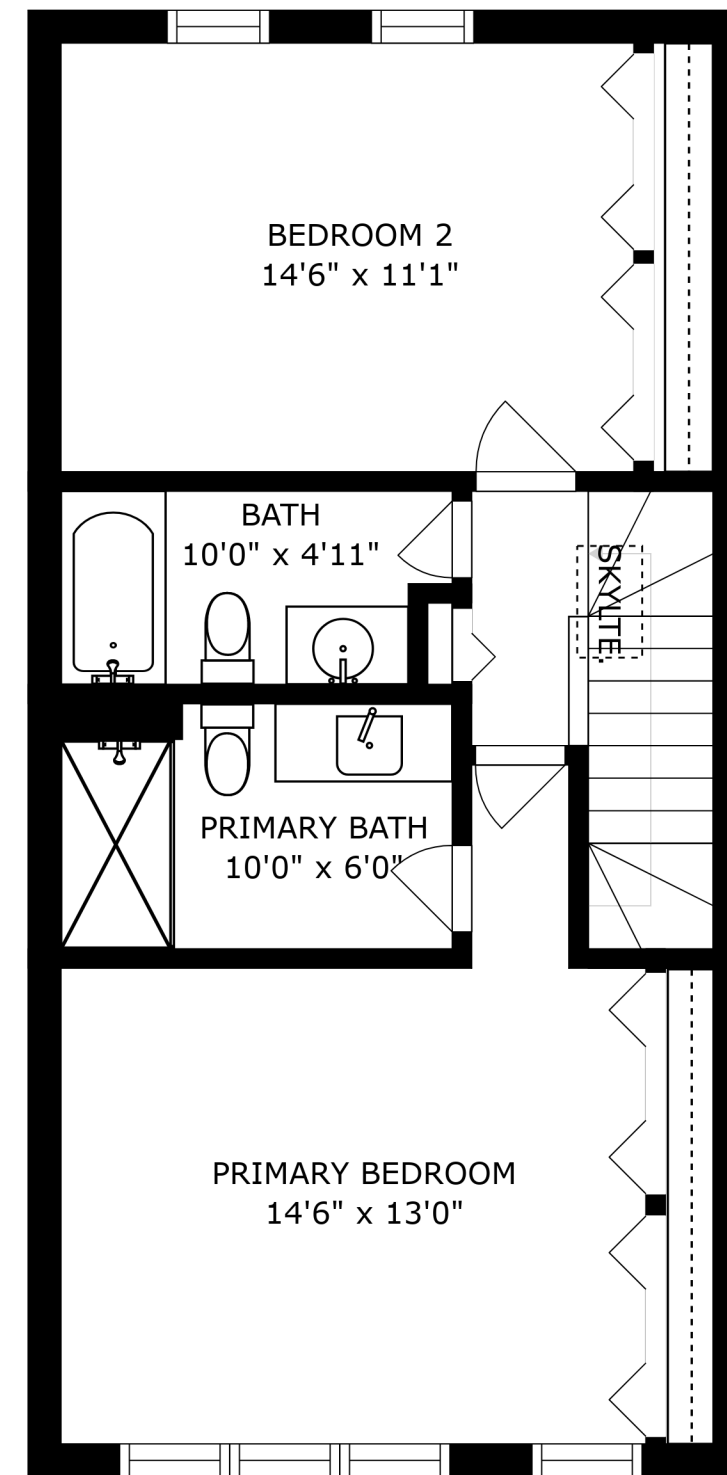 BEDROOM 2
14'6" x 11'1"
BATH
10'0" x 4'11"
SKYLTE.
PRIMARY BATH
10'0" x 6'0"
PRIMARY BEDROOM
14'6" x 13'0"